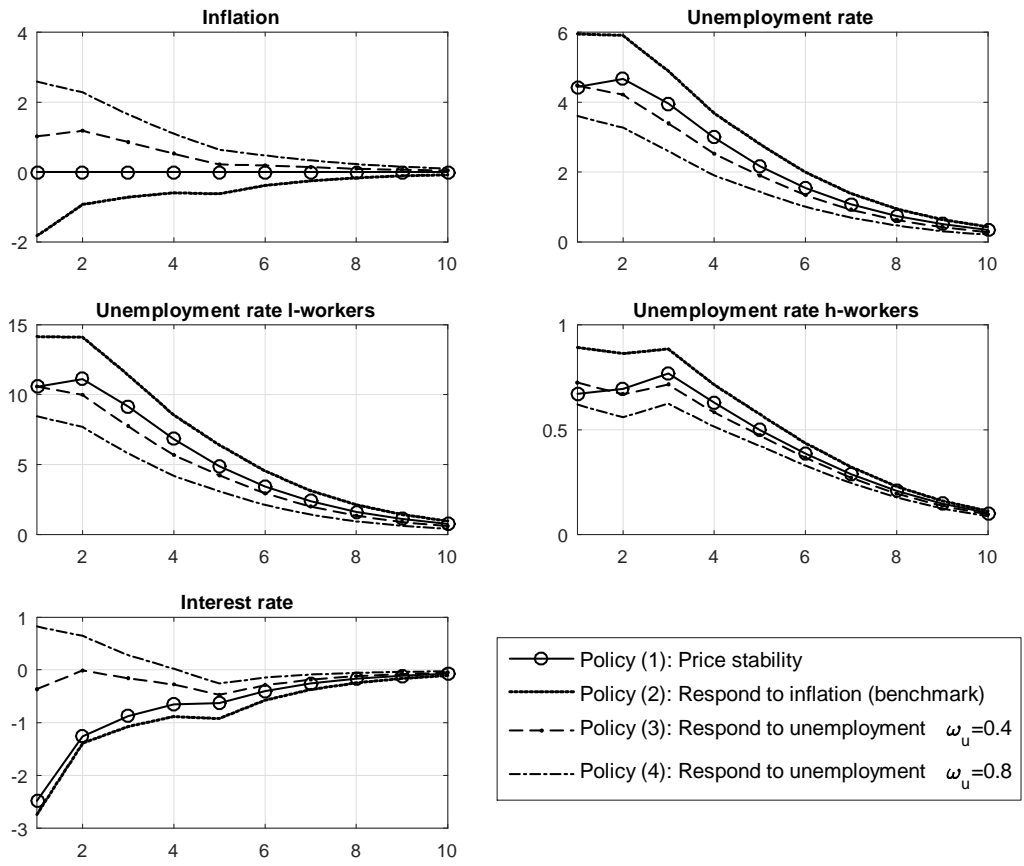 Inflation
4
2
0
-2
2 4 6 8 10
Unemployment rate
6
4
2
0
2 4 6 8 10
Unemployment rate l-workers
15
10
5
0
2 4 6 8 10
Unemployment rate h-workers
1
0.5
0
2 4 6 8 10
Interest rate
1
0
-1
-2
-3
2 4 6 8 10
Policy (1): Price stability
Policy (2): Respond to inflation (benchmark)
Policy (3): Respond to unemployment ω_u=0.4
Policy (4): Respond to unemployment ω_u=0.8